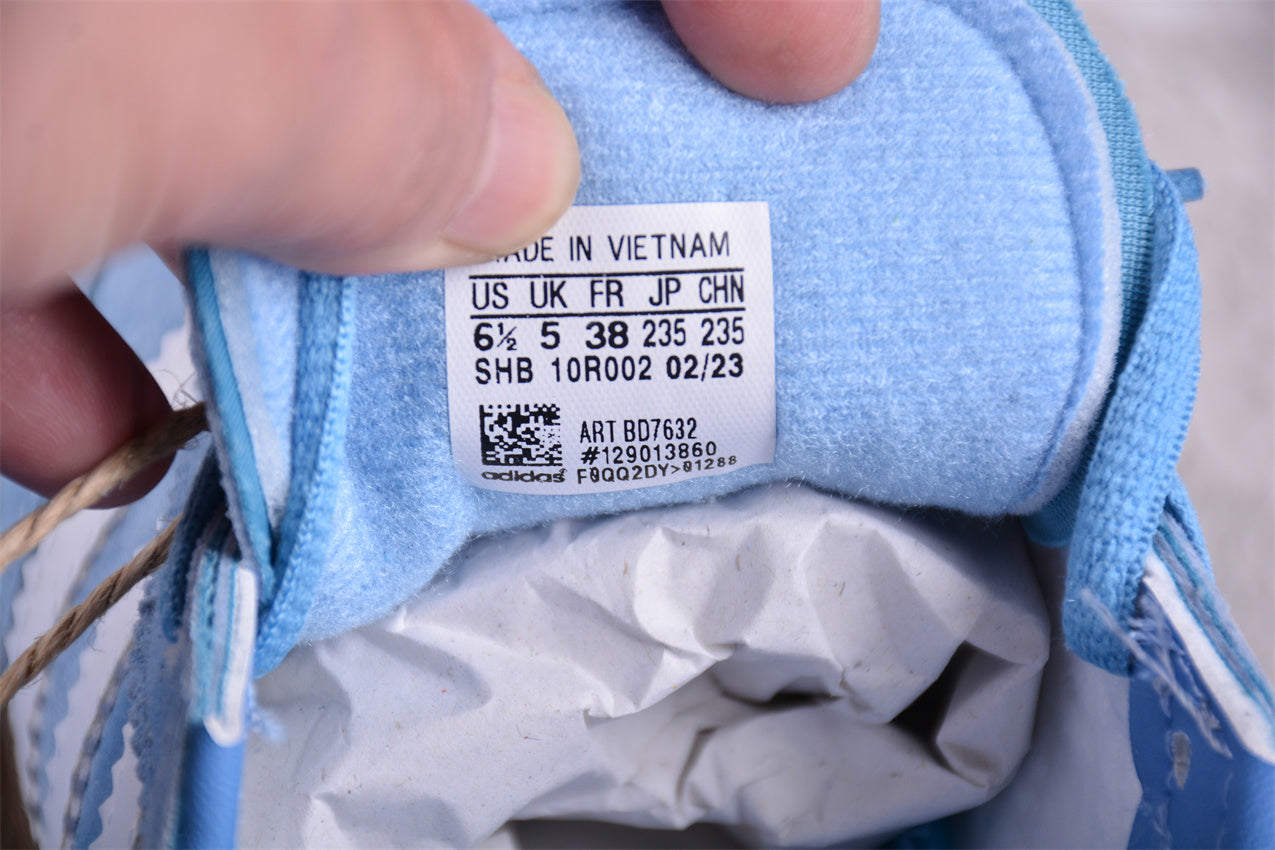 MADE IN VIETNAM
US UK FR JP CHN
6½ 5 38 235 235
SHB 10R002 02/23
ART BD7632
#129013860
adidas F0QQ2DY>01288